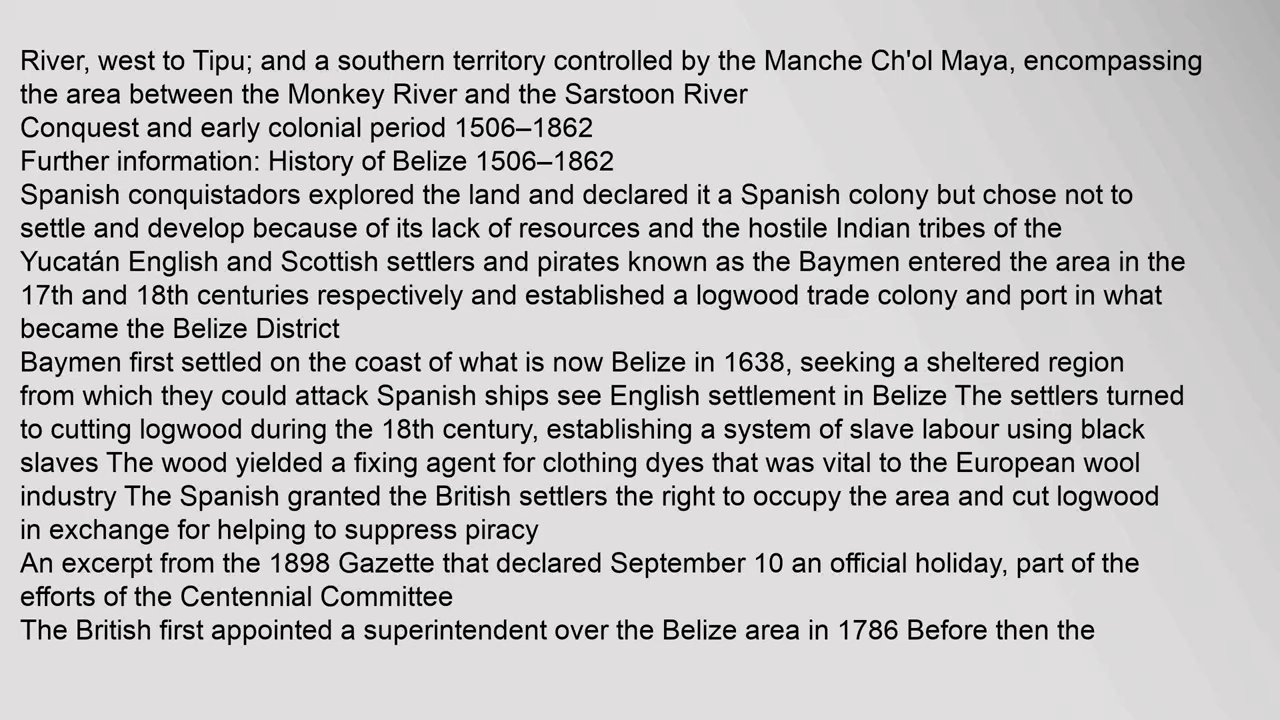 River, west to Tipu; and a southern territory controlled by the Manche Ch'ol Maya, encompassing
the area between the Monkey River and the Sarstoon River
Conquest and early colonial period 1506–1862
Further information: History of Belize 1506–1862
Spanish conquistadors explored the land and declared it a Spanish colony but chose not to
settle and develop because of its lack of resources and the hostile Indian tribes of the
Yucatán English and Scottish settlers and pirates known as the Baymen entered the area in the
17th and 18th centuries respectively and established a logwood trade colony and port in what
became the Belize District
Baymen first settled on the coast of what is now Belize in 1638, seeking a sheltered region
from which they could attack Spanish ships see English settlement in Belize The settlers turned
to cutting logwood during the 18th century, establishing a system of slave labour using black
slaves The wood yielded a fixing agent for clothing dyes that was vital to the European wool
industry The Spanish granted the British settlers the right to occupy the area and cut logwood
in exchange for helping to suppress piracy
An excerpt from the 1898 Gazette that declared September 10 an official holiday, part of the
efforts of the Centennial Committee
The British first appointed a superintendent over the Belize area in 1786 Before then the